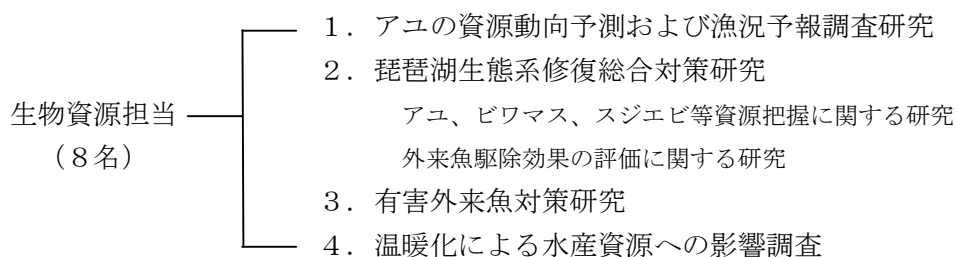 １．アユの資源動向予測および漁況予報調査研究
２．琵琶湖生態系修復総合対策研究
生物資源担当
アユ、ビワマス、スジエビ等資源把握に関する研究
（８名）
外来魚駆除効果の評価に関する研究
３．有害外来魚対策研究
４．温暖化による水産資源への影響調査